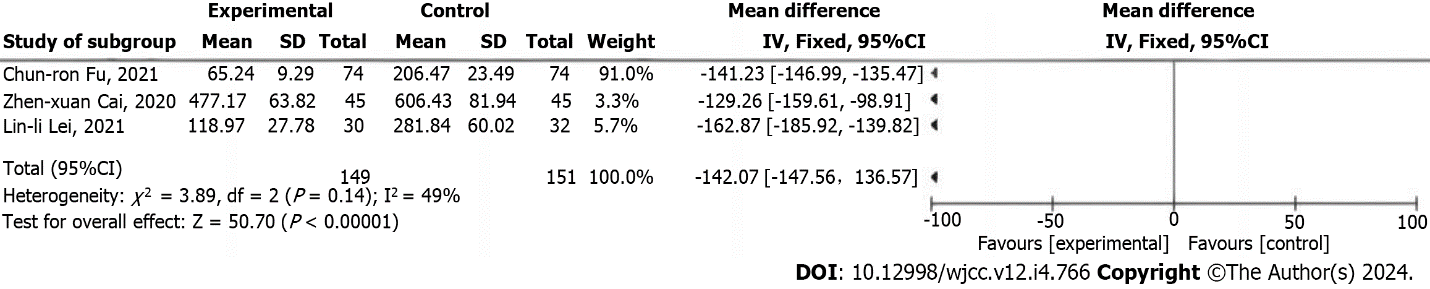 Experimental Control Mean difference Mean difference
Study of subgroup Mean SD Total Mean SD Total Weight IV, Fixed, 95%CI IV, Fixed, 95%CI
Chun-ron Fu, 2021 65.24 9.29 74 206.47 23.49 74 91.0% -141.23 [-146.99, -135.47]
Zhen-xuan Cai, 2020 477.17 63.82 45 606.43 81.94 45 3.3% -129.26 [-159.61, -98.91]
Lin-li Lei, 2021 118.97 27.78 30 281.84 60.02 32 5.7% -162.87 [-185.92, -139.82]
Total (95%CI) 149 151 100.0% -142.07 [-147.56, 136.57]
Heterogeneity: χ² = 3.89, df = 2 (P = 0.14); I² = 49%
Test for overall effect: Z = 50.70 (P < 0.00001)
-100 -50 0 50 100
Favours [experimental] Favours [control]
DOI: 10.12998/wjcc.v12.i4.766 Copyright ©The Author(s) 2024.